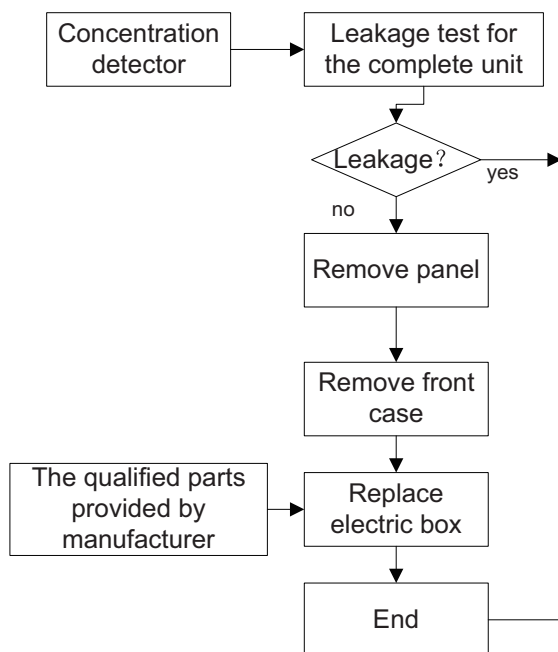 Concentration
detector
Leakage test for
the complete unit
Leakage？
yes
no
Remove panel
Remove front
case
The qualified parts
provided by
manufacturer
Replace
electric box
End